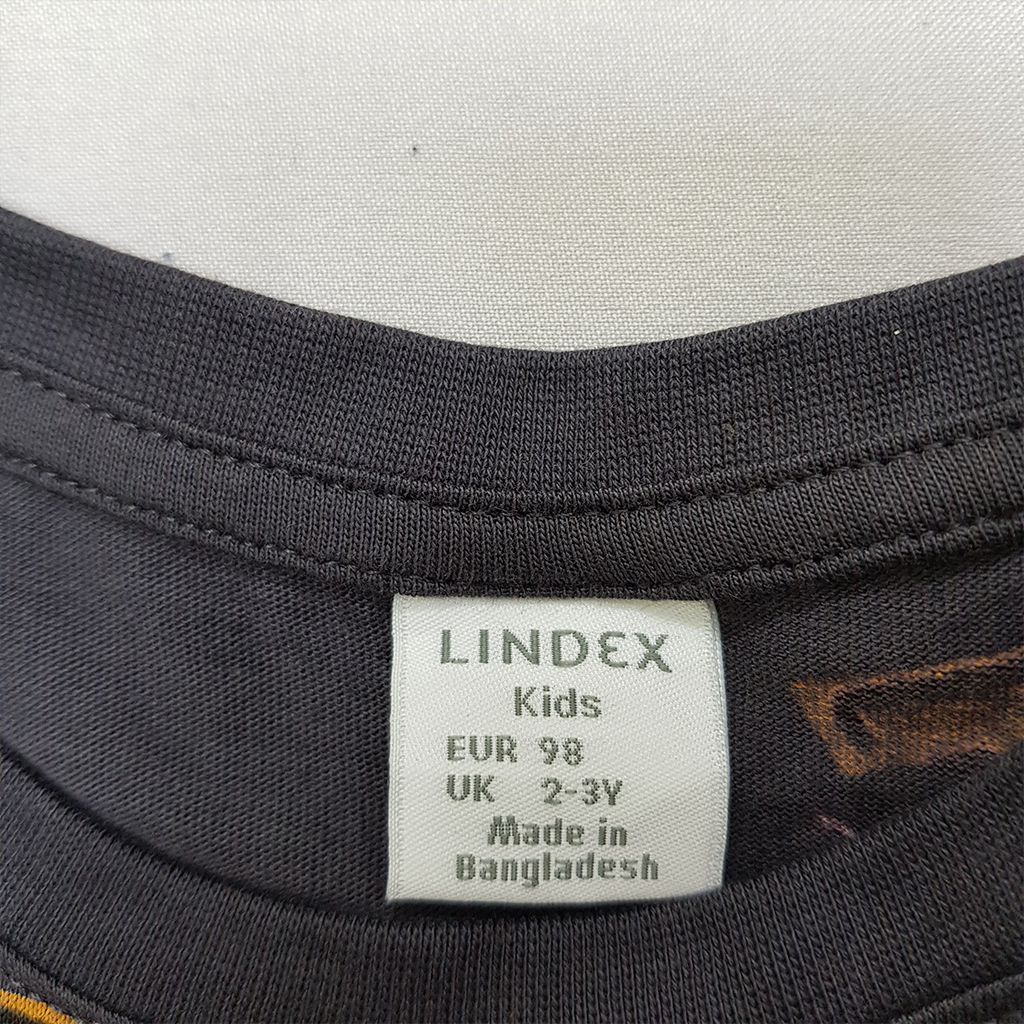 LINDEX
Kids
EUR 98
UK 2-3Y
Made in
Bangladesh